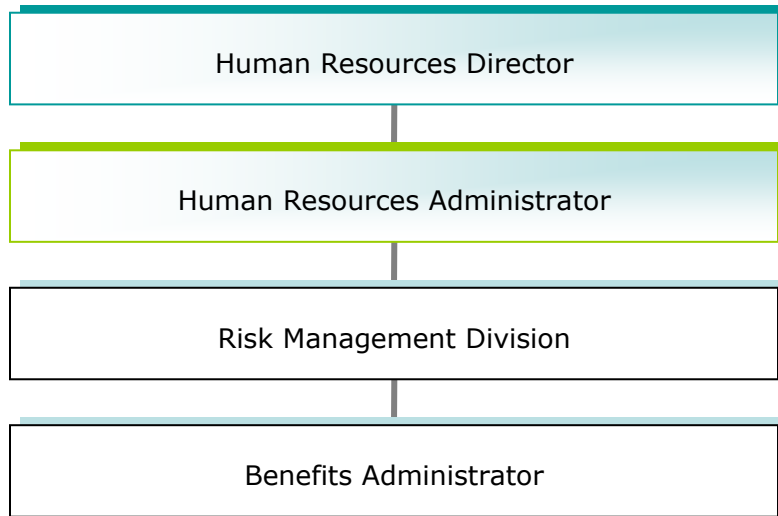 Human Resources Director
Human Resources Administrator
Risk Management Division
Benefits Administrator